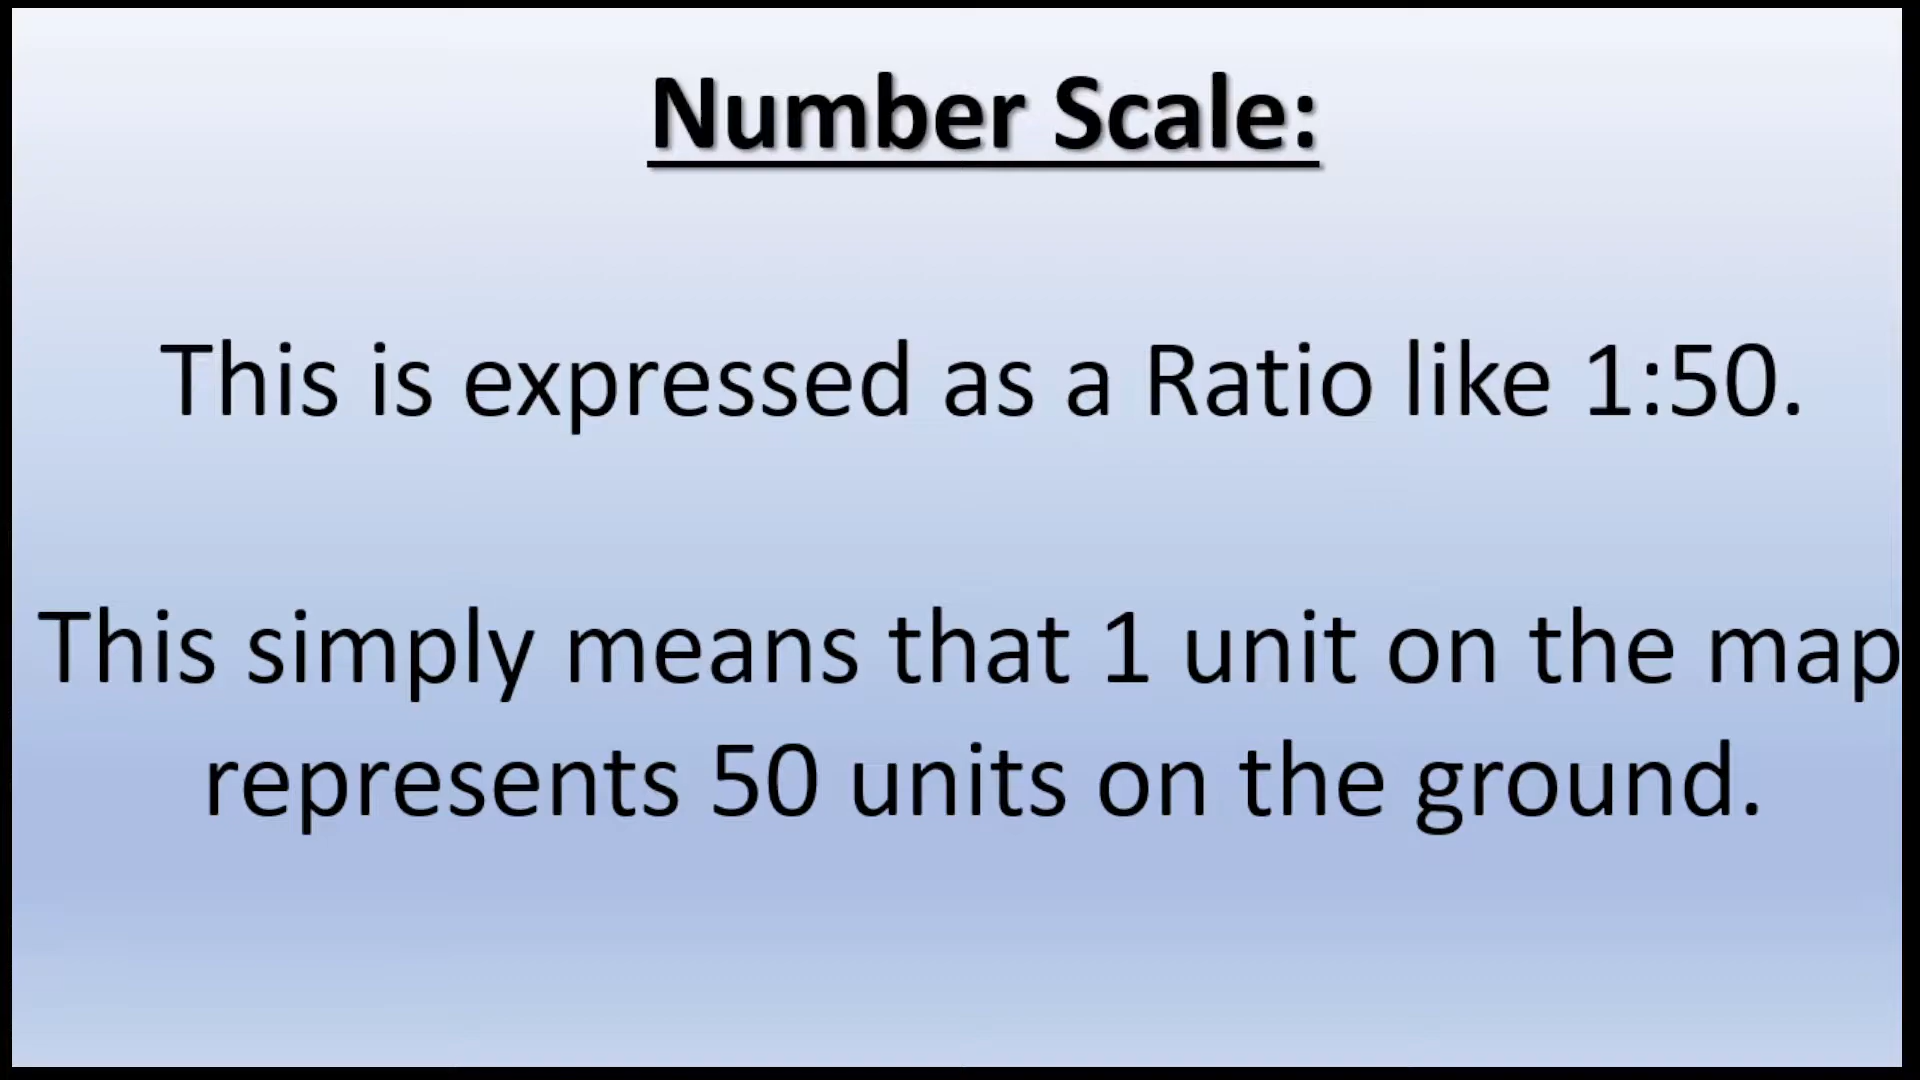 Number Scale:
This is expressed as a Ratio like 1:50.
This simply means that 1 unit on the map
represents 50 units on the ground.